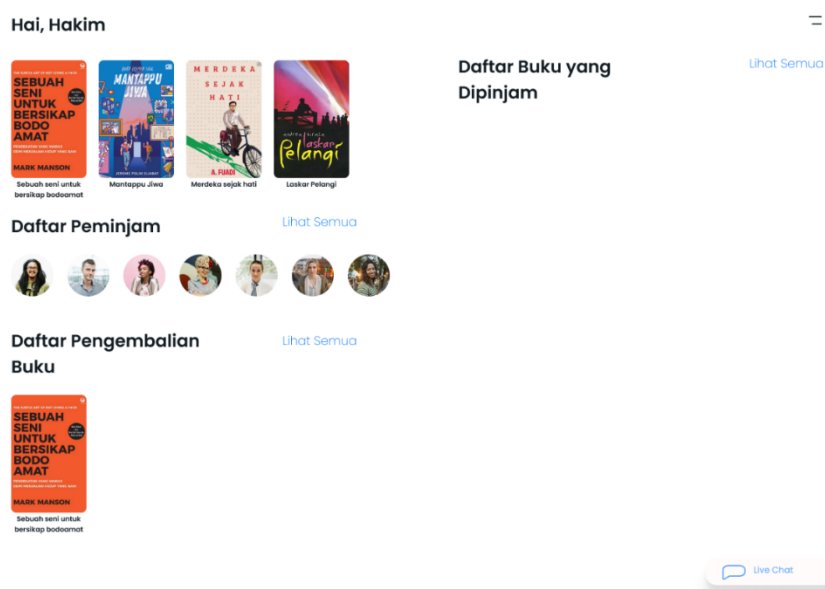 Hai, Hakim
SEBUAH
SENI
UNTUK
BERSIKAP
BODO
AMAT
MARK MANSON
MANTAPPU
JIWA
MERDEKA
SEJAK
HATI
A. FUADI
andrea hirata
laskar
pelangi
Sebuah seni untuk
bersikap bodoamat
Mantappu Jiwa
Merdeka sejak hati
Laskar Pelangi
Daftar Buku yang
Dipinjam
Lihat Semua
Daftar Peminjam
Lihat Semua
Daftar Pengembalian
Buku
Lihat Semua
SEBUAH
SENI
UNTUK
BERSIKAP
BODO
AMAT
MARK MANSON
Sebuah seni untuk
bersikap bodoamat
Live Chat